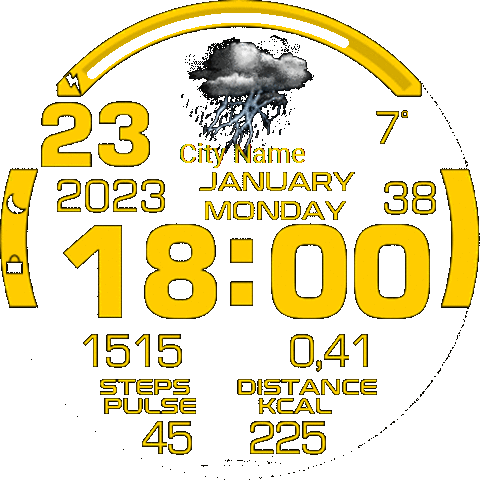 23
7°
City Name
2023
JANUARY
38
MONDAY
18:00
1515
0,41
STEPS
DISTANCE
PULSE
KCAL
45
225